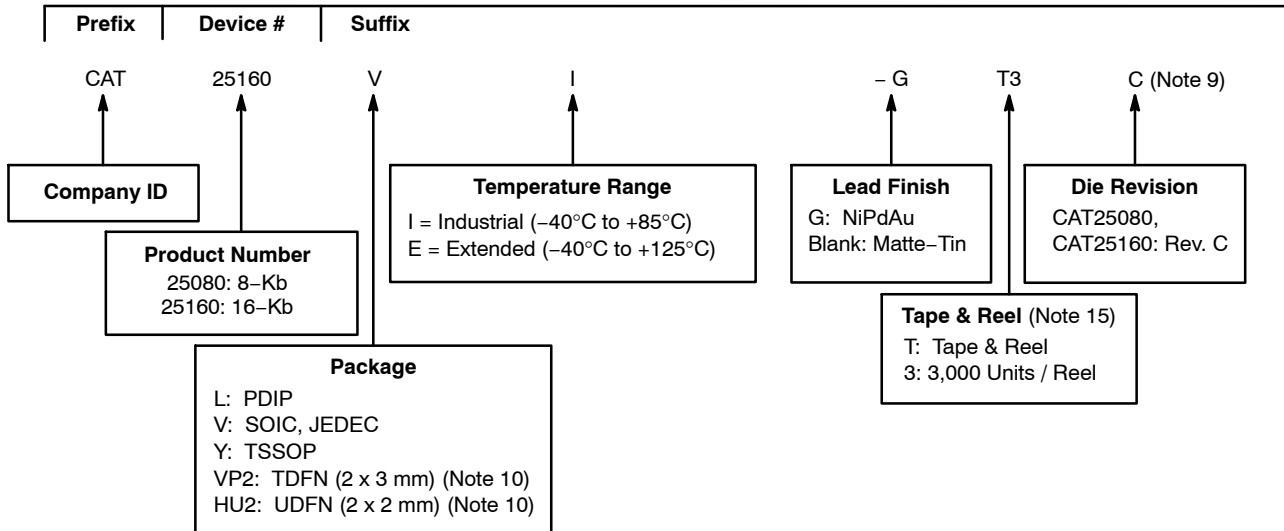 Prefix Device # Suffix
CAT 25160 V I – G T3 C (Note 9)
Company ID
Product Number
25080: 8−Kb
25160: 16−Kb
Package
L: PDIP
V: SOIC, JEDEC
Y: TSSOP
VP2: TDFN (2 x 3 mm) (Note 10)
HU2: UDFN (2 x 2 mm) (Note 10)
Temperature Range
I = Industrial (−40°C to +85°C)
E = Extended (−40°C to +125°C)
Lead Finish
G: NiPdAu
Blank: Matte−Tin
Tape & Reel (Note 15)
T: Tape & Reel
3: 3,000 Units / Reel
Die Revision
CAT25080,
CAT25160: Rev. C